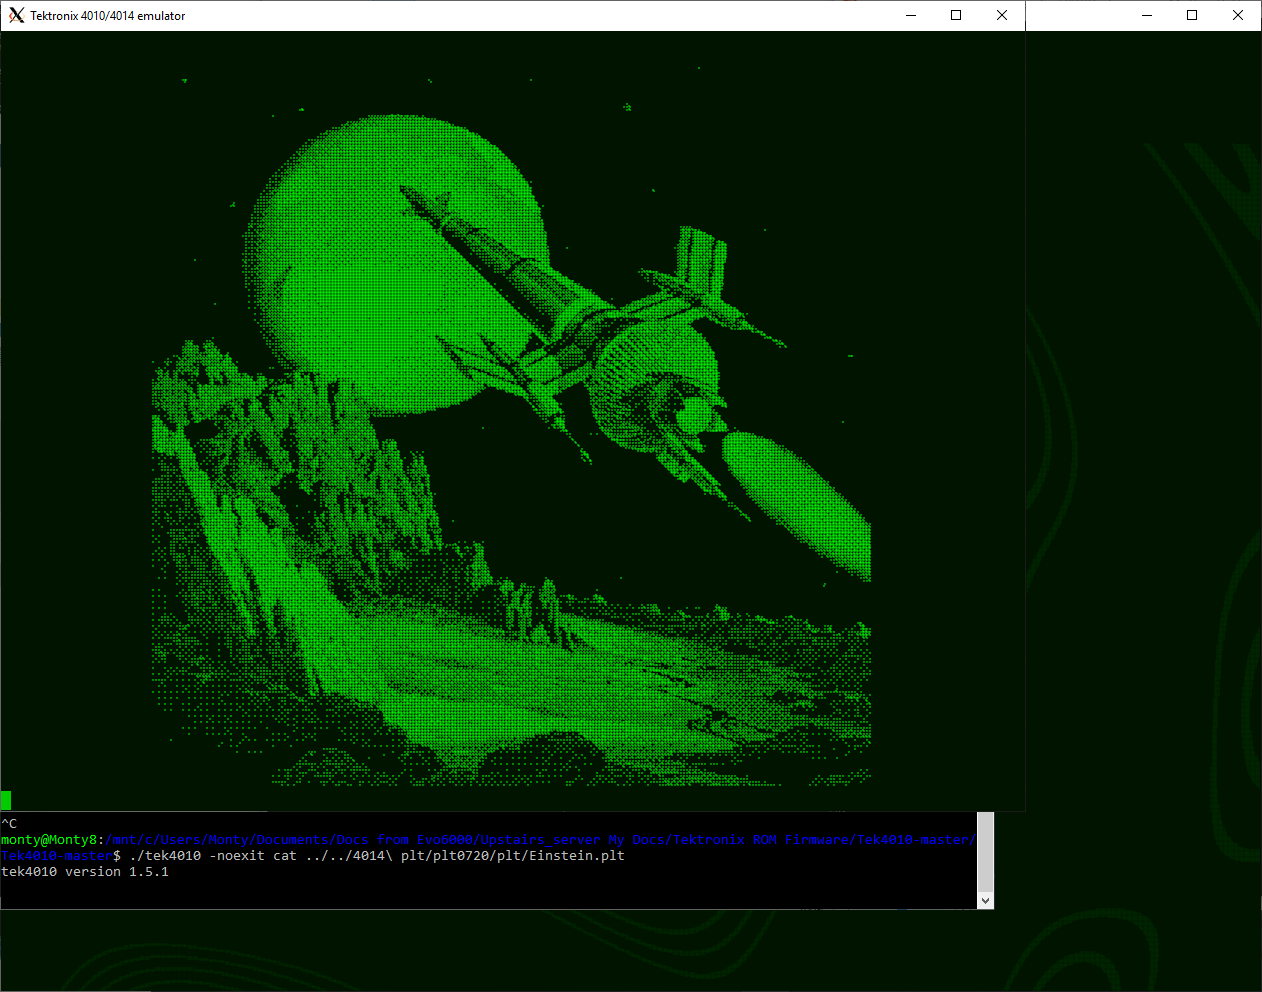 Tektronix 4010/4014 emulator
^C
monty@Monty8:/mnt/c/Users/Monty/Documents/Docs from Evo6000/Upstairs_server My Docs/Tektronix ROM Firmware/Tek4010-master/
Tek4010-master$ ./tek4010 -noexit cat ../../4014\ plt/plt0720/plt/Einstein.plt
tek4010 version 1.5.1